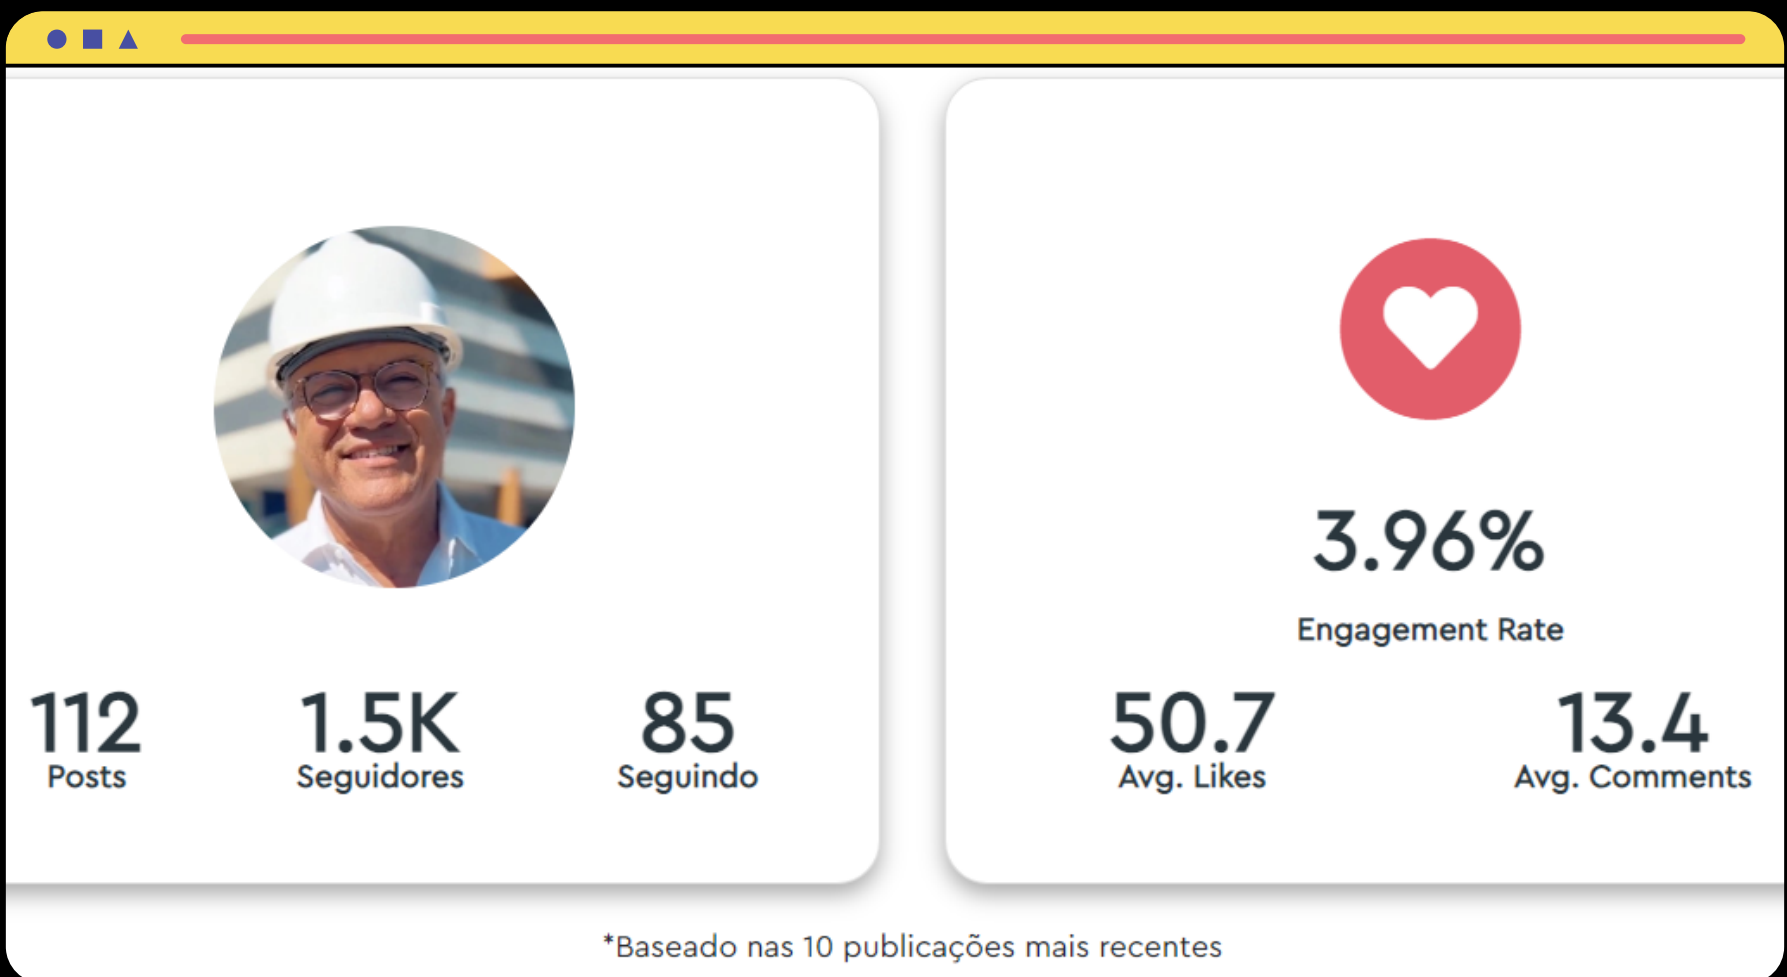 112
Posts
1.5K
Seguidores
85
Seguindo
3.96%
Engagement Rate
50.7
Avg. Likes
13.4
Avg. Comments
*Baseado nas 10 publicações mais recentes